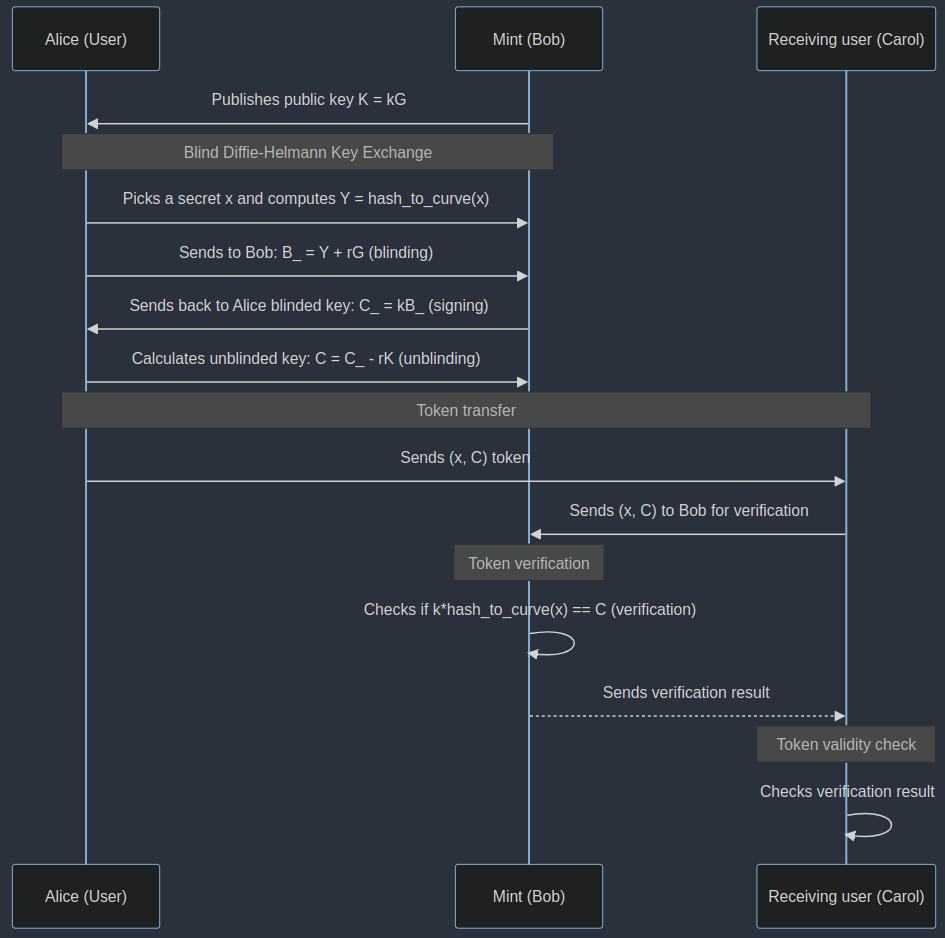 Alice (User)
Mint (Bob)
Receiving user (Carol)
Publishes public key K = kG
Blind Diffie-Helmann Key Exchange
Picks a secret x and computes Y = hash_to_curve(x)
Sends to Bob: B_ = Y + rG (blinding)
Sends back to Alice blinded key: C_ = kB_ (signing)
Calculates unblinded key: C = C_ - rK (unblinding)
Token transfer
Sends (x, C) token
Sends (x, C) to Bob for verification
Token verification
Checks if k*hash_to_curve(x) == C (verification)
Sends verification result
Token validity check
Checks verification result
Alice (User)
Mint (Bob)
Receiving user (Carol)